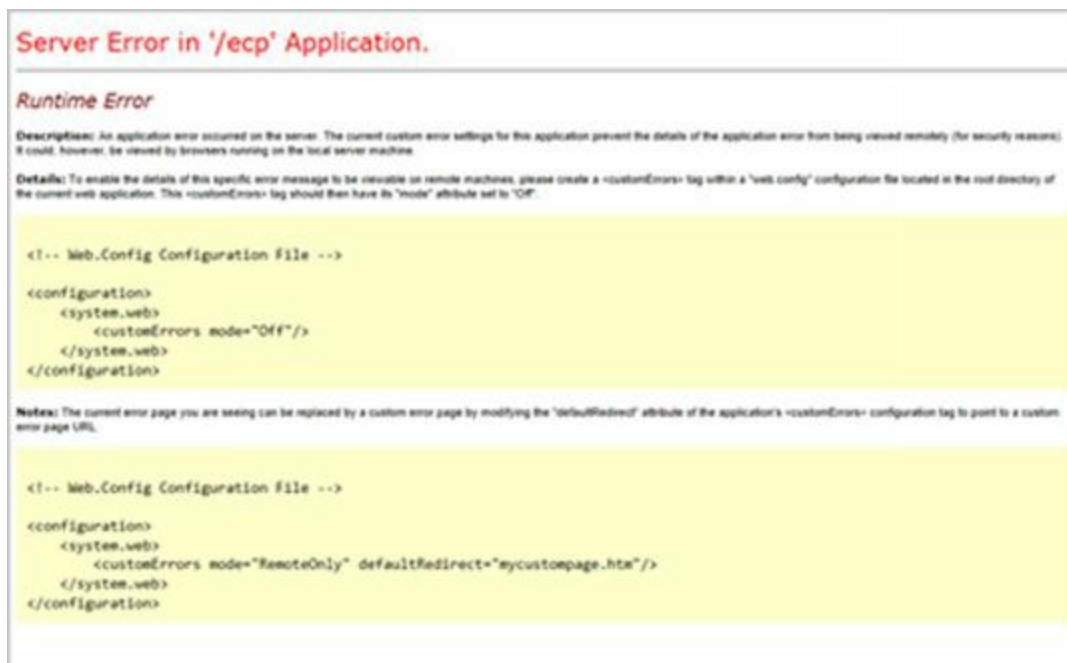 Server Error in '/ecp' Application.
Runtime Error
Description: An application error occurred on the server. The current custom error settings for this application prevent the details of the application error from being viewed remotely (for security reasons).
It could, however, be viewed by browsers running on the local server machine.
Details: To enable the details of this specific error message to be viewable on remote machines, please create a <customErrors> tag within a "web.config" configuration file located in the root directory of
the current web application. This <customErrors> tag should then have its "mode" attribute set to "Off".
<!-- Web.Config Configuration File -->
<configuration>
    <system.web>
        <customErrors mode="Off"/>
    </system.web>
</configuration>
Notes: The current error page you are seeing can be replaced by a custom error page by modifying the "defaultRedirect" attribute of the application's <customErrors> configuration tag to point to a custom
error page URL.
<!-- Web.Config Configuration File -->
<configuration>
    <system.web>
        <customErrors mode="RemoteOnly" defaultRedirect="mycustompage.htm"/>
    </system.web>
</configuration>